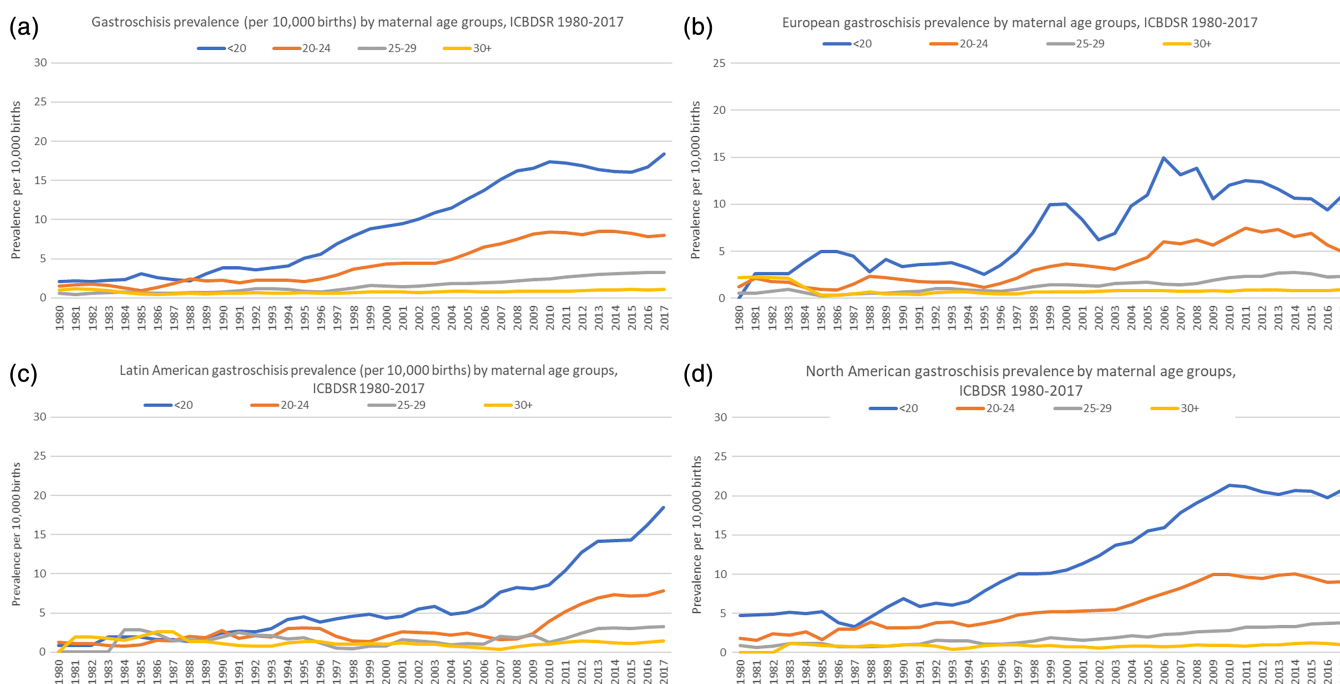 (a)
Gastroschisis prevalence (per 10,000 births) by maternal age groups, ICBDSR 1980-2017
<20 20-24 25-29 30+
Prevalence per 10,000 births
30
25
20
15
10
5
0
1980 1981 1982 1983 1984 1985 1986 1987 1988 1989 1990 1991 1992 1993 1994 1995 1996 1997 1998 1999 2000 2001 2002 2003 2004 2005 2006 2007 2008 2009 2010 2011 2012 2013 2014 2015 2016 2017
(b)
European gastroschisis prevalence by maternal age groups, ICBDSR 1980-2017
<20 20-24 25-29 30+
Prevalence per 10,000 births
25
20
15
10
5
0
1980 1981 1982 1983 1984 1985 1986 1987 1988 1989 1990 1991 1992 1993 1994 1995 1996 1997 1998 1999 2000 2001 2002 2003 2004 2005 2006 2007 2008 2009 2010 2011 2012 2013 2014 2015 2016
(c)
Latin American gastroschisis prevalence (per 10,000 births) by maternal age groups,
ICBDSR 1980-2017
<20 20-24 25-29 30+
Prevalence per 10,000 births
30
25
20
15
10
5
0
1980 1981 1982 1983 1984 1985 1986 1987 1988 1989 1990 1991 1992 1993 1994 1995 1996 1997 1998 1999 2000 2001 2002 2003 2004 2005 2006 2007 2008 2009 2010 2011 2012 2013 2014 2015 2016 2017
(d)
North American gastroschisis prevalence by maternal age groups,
ICBDSR 1980-2017
<20 20-24 25-29 30+
Prevalence per 10,000 births
30
25
20
15
10
5
0
1980 1981 1982 1983 1984 1985 1986 1987 1988 1989 1990 1991 1992 1993 1994 1995 1996 1997 1998 1999 2000 2001 2002 2003 2004 2005 2006 2007 2008 2009 2010 2011 2012 2013 2014 2015 2016